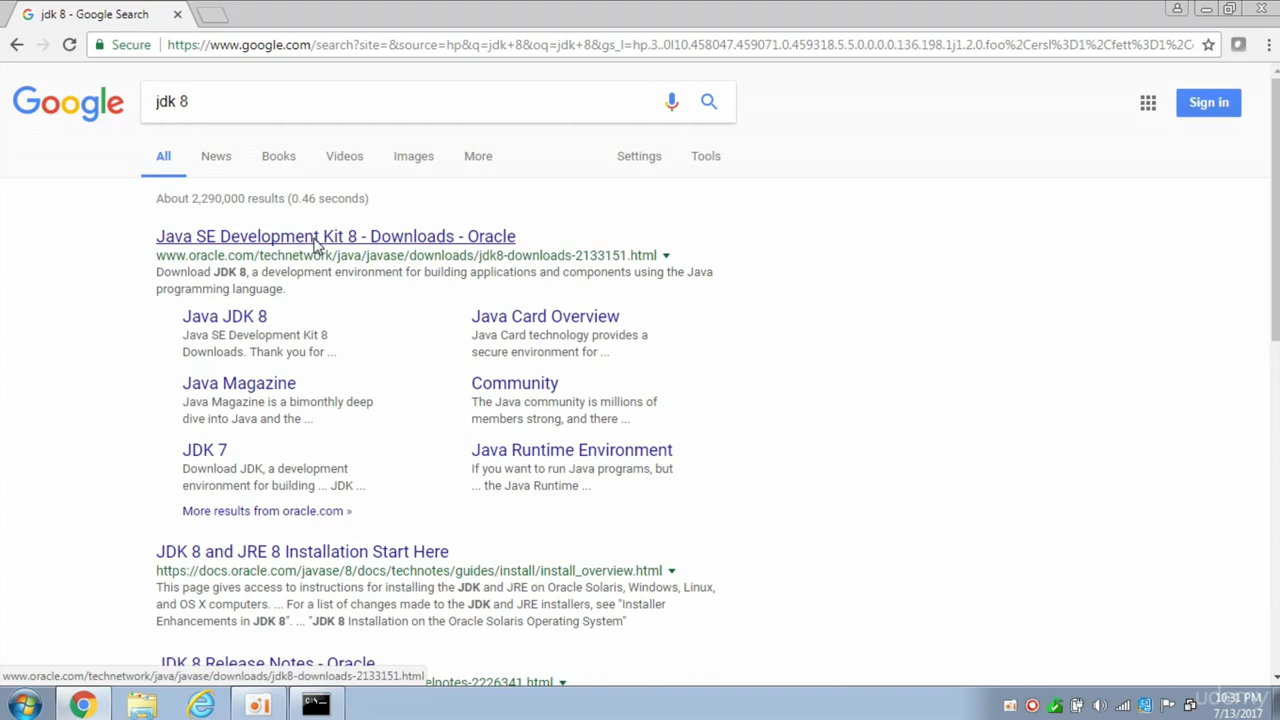 jdk 8 - Google Search
Secure
https://www.google.com/search?site=&source=hp&q=jdk+8&oq=jdk+8&gs_l=hp.3..0l10.458047.459071.0.459318.5.5.0.0.0.0.136.198.1j1.2.0.foo%2Cersl%3D1%2Cfett%3D1%2Cc
Google
jdk 8
Sign in
All News Books Videos Images More Settings Tools
About 2,290,000 results (0.46 seconds)
Java SE Development Kit 8 - Downloads - Oracle
www.oracle.com/technetwork/java/javase/downloads/jdk8-downloads-2133151.html
Download JDK 8, a development environment for building applications and components using the Java
programming language.
Java JDK 8
Java SE Development Kit 8
Downloads. Thank you for ...
Java Card Overview
Java Card technology provides a
secure environment for ...
Java Magazine
Java Magazine is a bimonthly deep
dive into Java and the ...
Community
The Java community is millions of
members strong, and there ...
JDK 7
Download JDK, a development
environment for building ... JDK ...
Java Runtime Environment
If you want to run Java programs, but
... the Java Runtime ...
More results from oracle.com »
JDK 8 and JRE 8 Installation Start Here
https://docs.oracle.com/javase/8/docs/technotes/guides/install/install_overview.html
This page gives access to instructions for installing the JDK and JRE on Oracle Solaris, Windows, Linux,
and OS X computers. ... For a list of changes made to the JDK and JRE installers, see "Installer
Enhancements in JDK 8". ... "JDK 8 Installation on the Oracle Solaris Operating System"
JDK 8 Release Notes - Oracle
www.oracle.com/technetwork/java/javase/downloads/jdk8-downloads-2133151.html
elnotes-2226341.html
C:\.
udemy
10:31 PM
7/13/2017